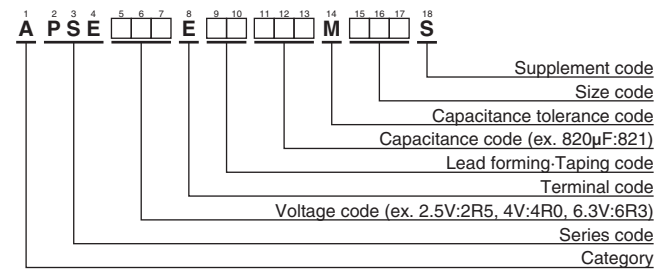 1 2 3 4 5 6 7 8 9 10 11 12 13 14 15 16 17 18
A P S E E M S
Supplement code
Size code
Capacitance tolerance code
Capacitance code (ex. 820µF:821)
Lead forming·Taping code
Terminal code
Voltage code (ex. 2.5V:2R5, 4V:4R0, 6.3V:6R3)
Series code
Category